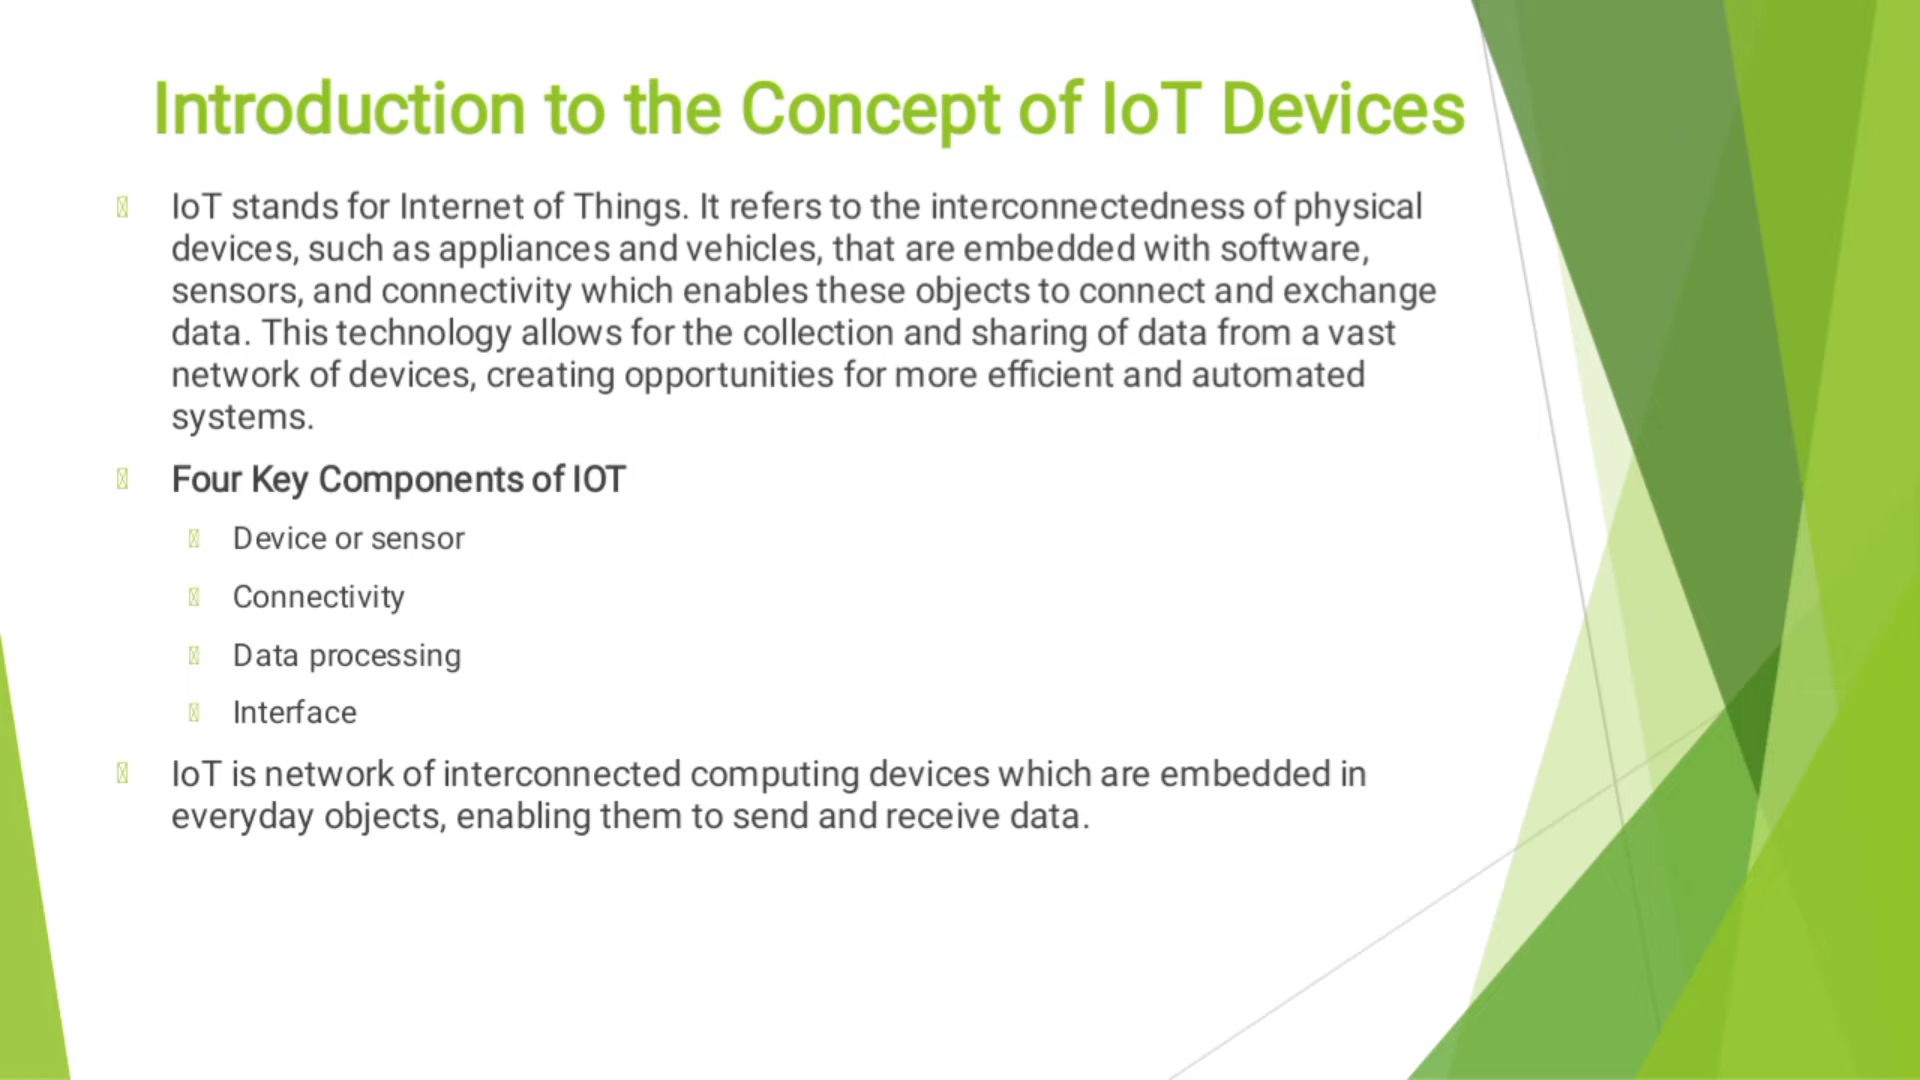 Introduction to the Concept of IoT Devices
IoT stands for Internet of Things. It refers to the interconnectedness of physical
devices, such as appliances and vehicles, that are embedded with software,
sensors, and connectivity which enables these objects to connect and exchange
data. This technology allows for the collection and sharing of data from a vast
network of devices, creating opportunities for more efficient and automated
systems.
Four Key Components of IOT
Device or sensor
Connectivity
Data processing
Interface
IoT is network of interconnected computing devices which are embedded in
everyday objects, enabling them to send and receive data.